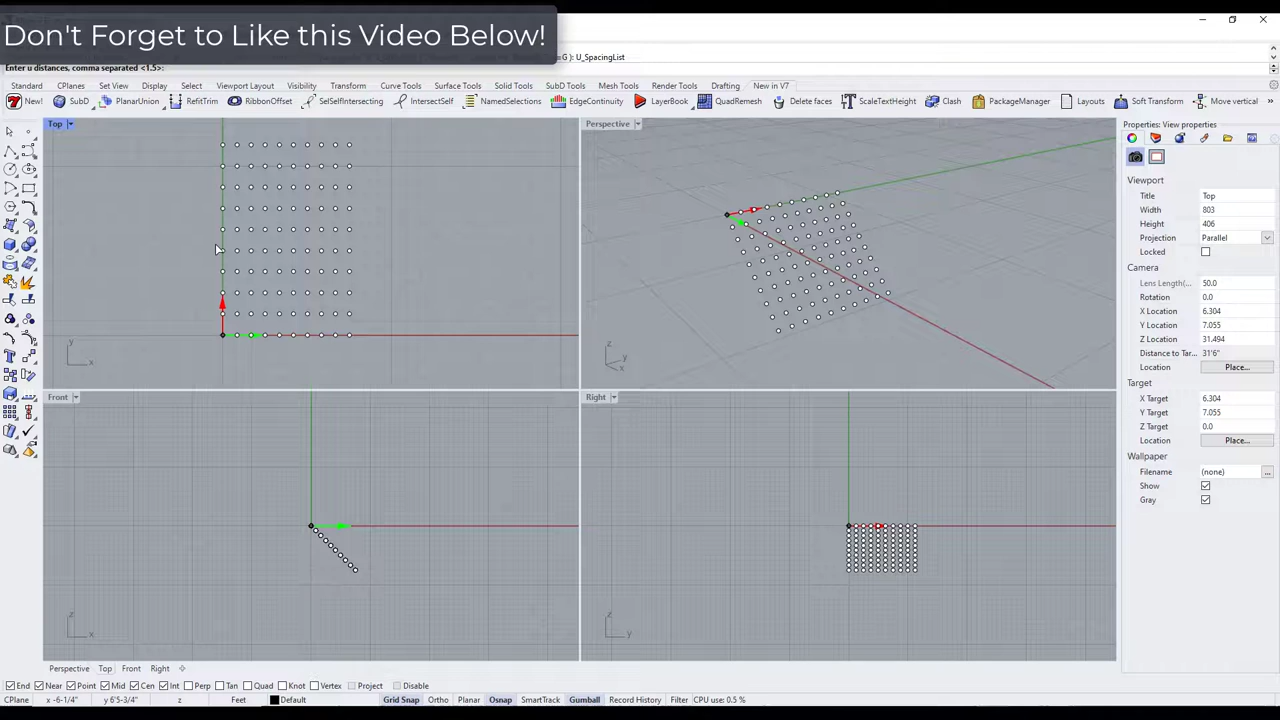 Don't Forget to Like this Video Below!
=G ): U_SpacingList
Enter u distances, comma separated <1.5>:
Standard CPlanes Set View Display Select Viewport Layout Visibility Transform Curve Tools Surface Tools Solid Tools SubD Tools Mesh Tools Render Tools Drafting New in V7
New! SubD PlanarUnion RefitTrim RibbonOffset SelSelfIntersecting IntersectSelf NamedSelections EdgeContinuity LayerBook QuadRemesh Delete faces ScaleTextHeight Clash PackageManager Layouts Soft Transform Move vertical »
Top
y
x
Perspective
z
y
x
Front
z
x
Right
z
y
Properties: View properties
Viewport
Title Top
Width 803
Height 406
Projection Parallel
Locked
Camera
Lens Length(... 50.0
Rotation 0.0
X Location 6.304
Y Location 7.055
Z Location 31.494
Distance to Tar... 31'6"
Location Place...
Target
X Target 6.304
Y Target 7.055
Z Target 0.0
Location Place...
Wallpaper
Filename (none) ...
Show
Gray
Perspective Top Front Right
End Near Point Mid Cen Int Perp Tan Quad Knot Vertex Project Disable
CPlane x -6-1/4" y 6'5-3/4" z Feet Default Grid Snap Ortho Planar Osnap SmartTrack Gumball Record History Filter CPU use: 0.5 %